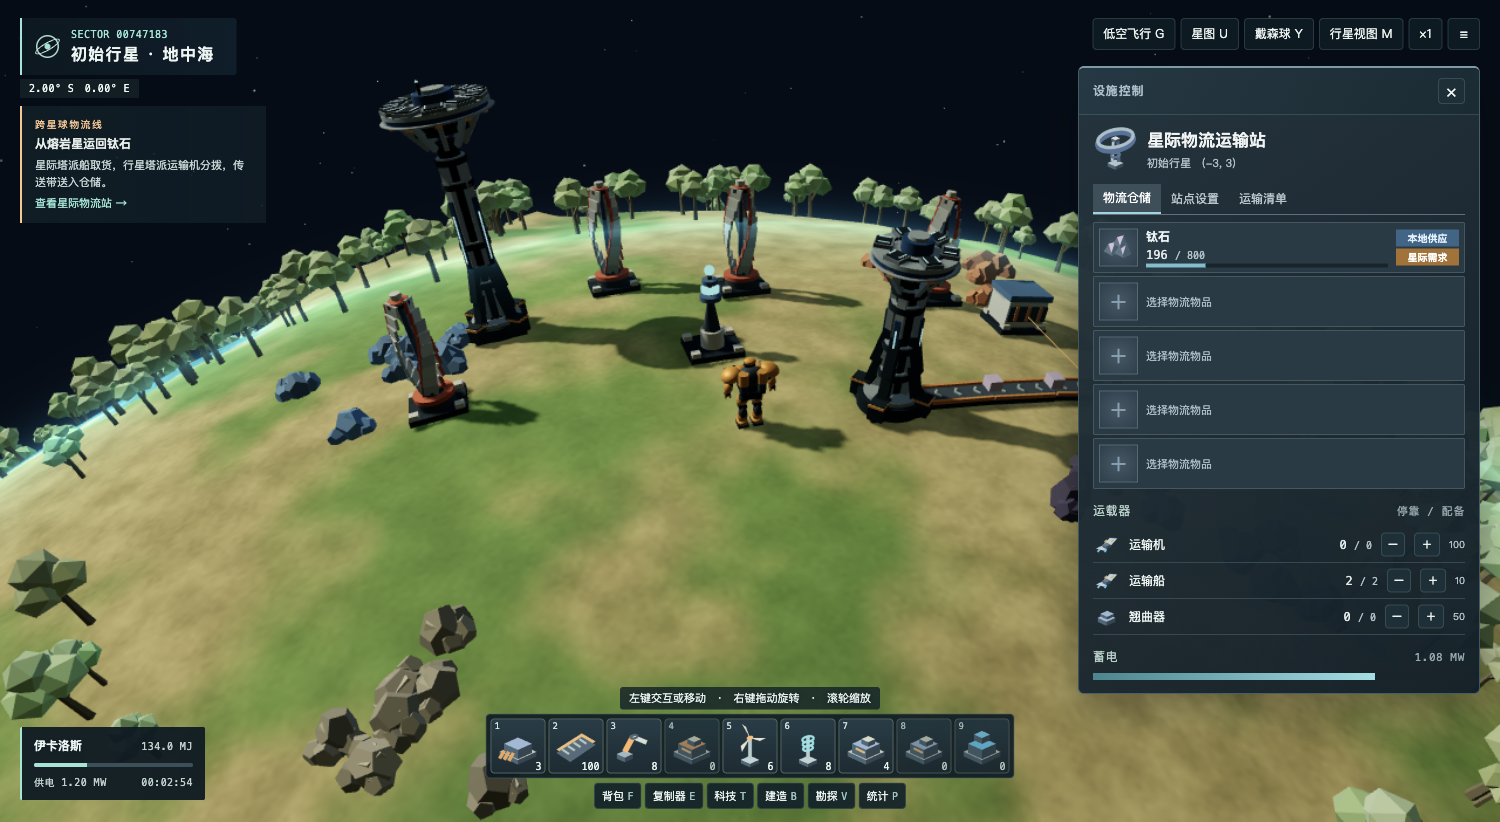 SECTOR 00747183
初始行星 · 地中海
2.00° S 0.00° E
跨星球物流线
从熔岩星运回钛石
星际塔派船取货，行星塔派运输机分拨，传
送带送入仓储。
查看星际物流站 →
低空飞行 G
星图 U
戴森球 Y
行星视图 M
×1
≡
设施控制
×
星际物流运输站
初始行星 (−3, 3)
物流仓储
站点设置
运输清单
钛石
196 / 800
本地供应
星际需求
选择物流物品
选择物流物品
选择物流物品
选择物流物品
运载器
停靠 / 配备
运输机
0 / 0 − + 100
运输船
2 / 2 − + 10
翘曲器
0 / 0 − + 50
蓄电
1.08 MW
左键交互或移动 · 右键拖动旋转 · 滚轮缩放
1 3
2 100
3 8
4 0
5 6
6 8
7 4
8 0
9 0
背包 F
复制器 E
科技 T
建造 B
勘探 V
统计 P
伊卡洛斯
134.0 MJ
供电 1.20 MW
00:02:54